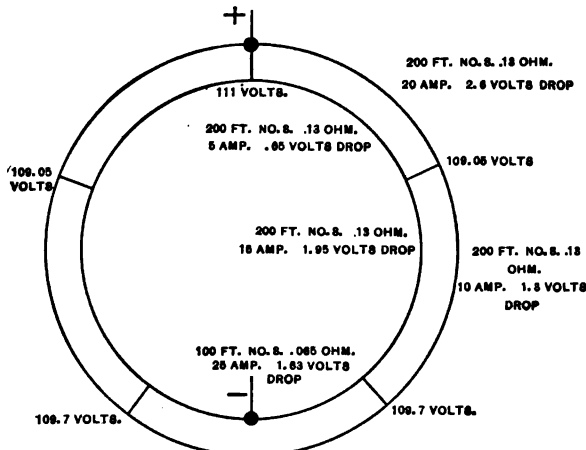 +
200 FT. NO.8. .13 OHM.
20 AMP. 2.6 VOLTS DROP
111 VOLTS.
200 FT. NO.8. .13 OHM.
5 AMP. .65 VOLTS DROP
109.05 VOLTS
109.05
VOLTS
200 FT. NO.8. .13 OHM.
15 AMP. 1.95 VOLTS DROP
200 FT. NO.8. .13
OHM.
10 AMP. 1.3 VOLTS
DROP
100 FT. NO.8. .065 OHM.
25 AMP. 1.63 VOLTS
DROP
−
109.7 VOLTS.
109.7 VOLTS.